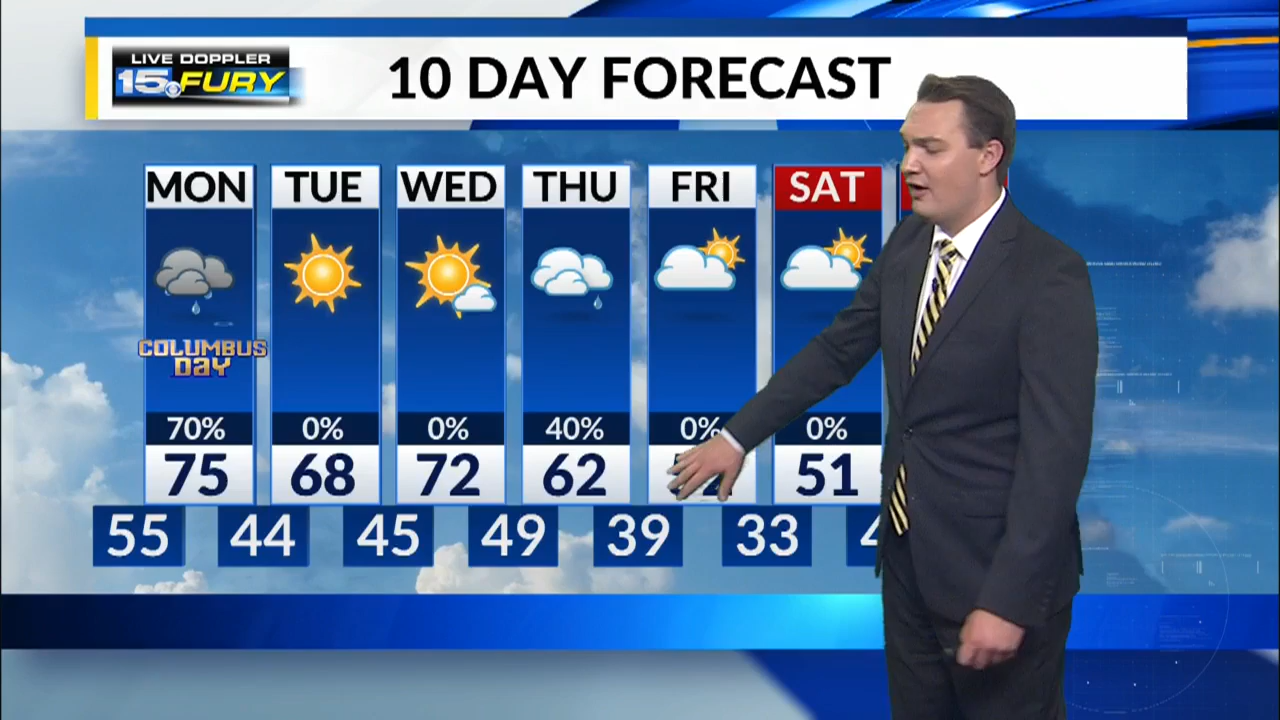 LIVE DOPPLER
15 FURY
10 DAY FORECAST
MON TUE WED THU FRI SAT
COLUMBUS
DAY
70% 0% 0% 40% 0% 0%
75 68 72 62 51
55 44 45 49 39 33